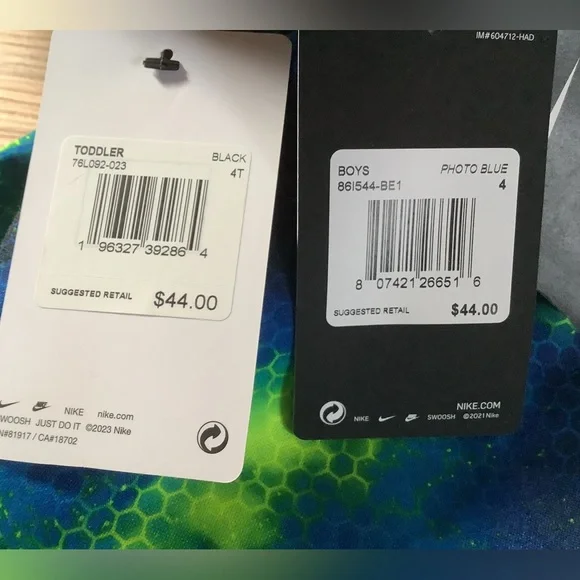 TODDLER
76L092-023
BLACK
4T
1 96327 39286 4
SUGGESTED RETAIL $44.00
NIKE nike.com
SWOOSH JUST DO IT ©2023 Nike
N#81917 / CA#18702
IM#604712-HAD
BOYS PHOTO BLUE
86I544-BE1 4
8 07421 26651 6
SUGGESTED RETAIL $44.00
NIKE.COM
NIKE SWOOSH ©2021 Nike